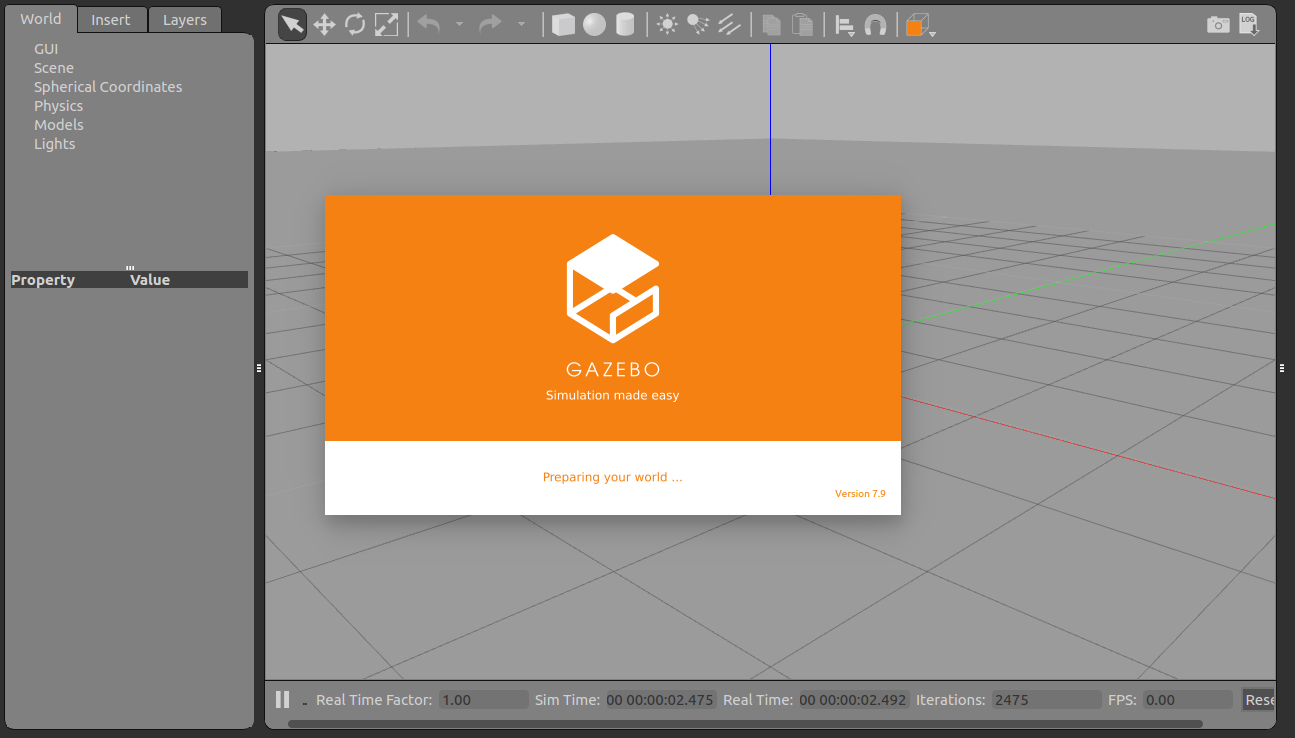 World Insert Layers
GUI
Scene
Spherical Coordinates
Physics
Models
Lights
Property Value
LOG
GAZEBO
Simulation made easy
Preparing your world ...
Version 7.9
Real Time Factor: 1.00 Sim Time: 00 00:00:02.475 Real Time: 00 00:00:02.492 Iterations: 2475 FPS: 0.00 Rese